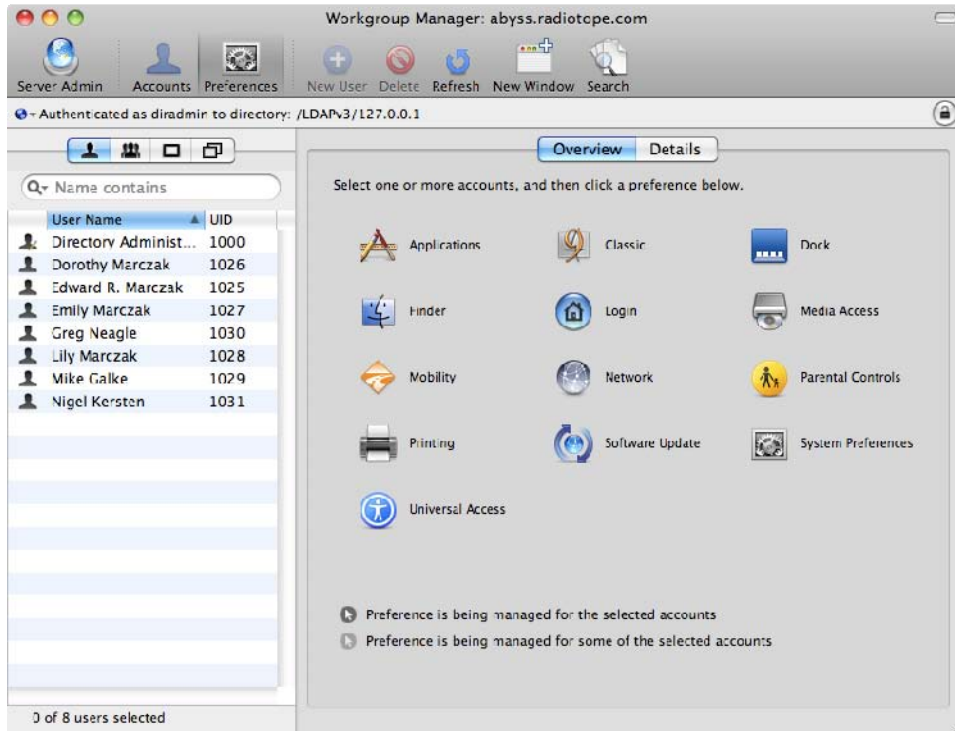 Workgroup Manager: abyss.radiotope.com
Server Admin Accounts Preferences New User Delete Refresh New Window Search
Authenticated as diradmin to directory: /LDAPv3/127.0.0.1
Overview Details
Name contains
Select one or more accounts, and then click a preference below.
User Name UID
Directory Administ... 1000
Dorothy Marczak 1026
Edward R. Marczak 1025
Emily Marczak 1027
Greg Neagle 1030
Lily Marczak 1028
Mike Galke 1029
Nigel Kersten 1031
Applications Classic Dock
Finder Login Media Access
Mobility Network Parental Controls
Printing Software Update System Preferences
Universal Access
Preference is being managed for the selected accounts
Preference is being managed for some of the selected accounts
0 of 8 users selected